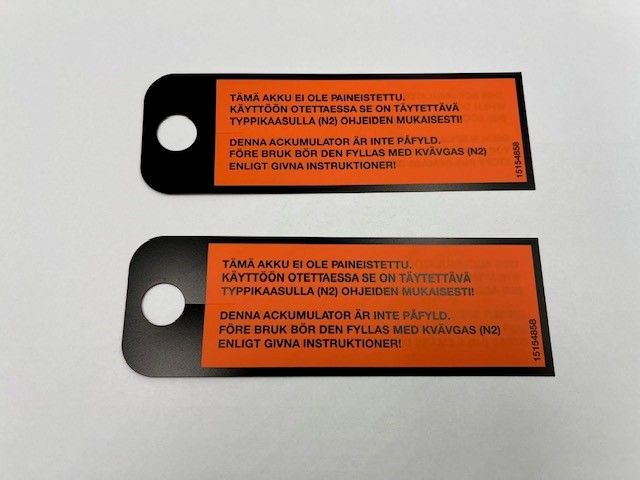 TÄMÄ AKKU EI OLE PAINEISTETTU.
KÄYTTÖÖN OTETTAESSA SE ON TÄYTETTÄVÄ
TYPPIKAASULLA (N2) OHJEIDEN MUKAISESTI!
DENNA ACKUMULATOR ÄR INTE PÅFYLD.
FÖRE BRUK BÖR DEN FYLLAS MED KVÄVGAS (N2)
ENLIGT GIVNA INSTRUKTIONER!
15154858
TÄMÄ AKKU EI OLE PAINEISTETTU.
KÄYTTÖÖN OTETTAESSA SE ON TÄYTETTÄVÄ
TYPPIKAASULLA (N2) OHJEIDEN MUKAISESTI!
DENNA ACKUMULATOR ÄR INTE PÅFYLD.
FÖRE BRUK BÖR DEN FYLLAS MED KVÄVGAS (N2)
ENLIGT GIVNA INSTRUKTIONER!
15154858